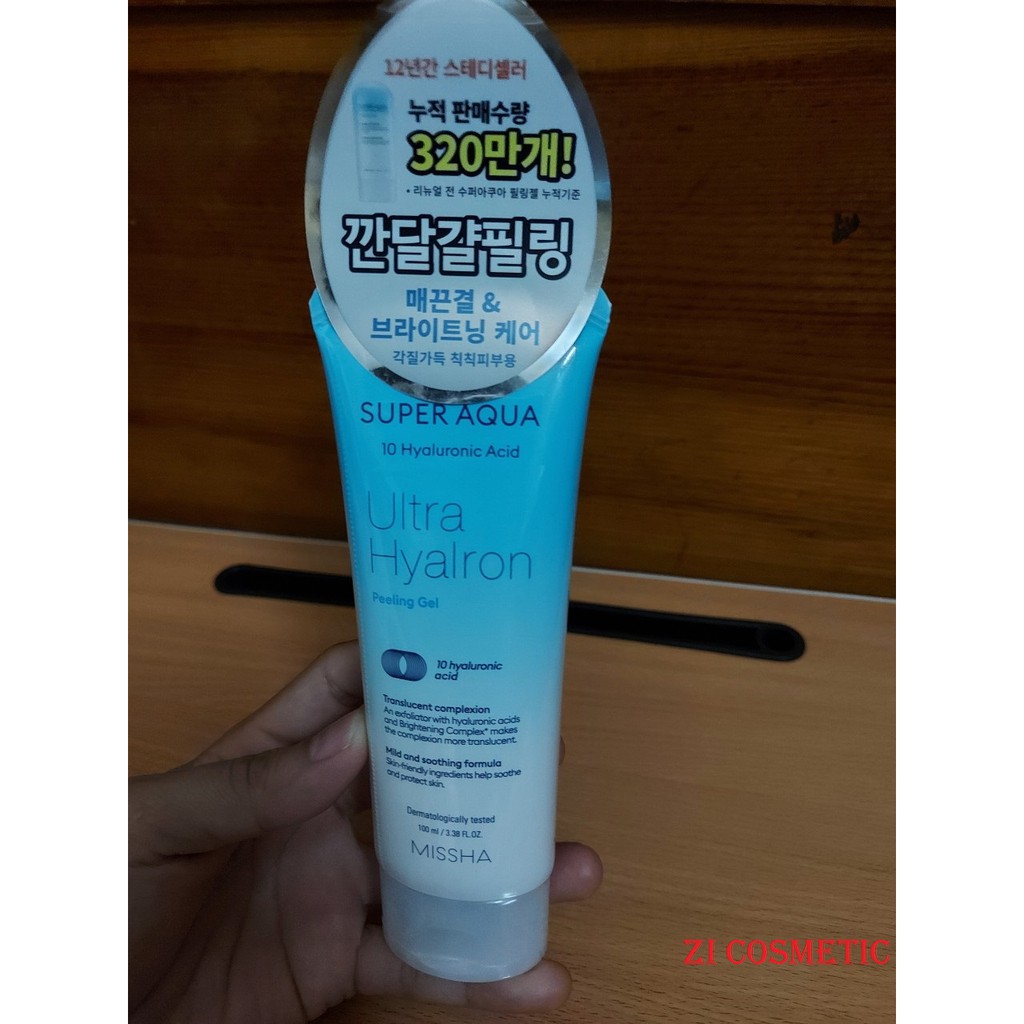 12년간 스테디셀러
누적 판매수량
320만개!
• 리뉴얼 전 수퍼아쿠아 필링젤 누적기준
깐달걀필링
매끈결 &
브라이트닝 케어
각질가득 칙칙피부용
SUPER AQUA
10 Hyaluronic Acid
Ultra
Hyalron
Peeling Gel
10 hyaluronic
acid
Translucent complexion
An exfoliator with hyaluronic acids
and Brightening Complex* makes
the complexion more translucent.
Mild and soothing formula
Skin-friendly ingredients help soothe
and protect skin.
Dermatologically tested
100 ml / 3.38 FL.OZ.
MISSHA
ZI COSMETIC